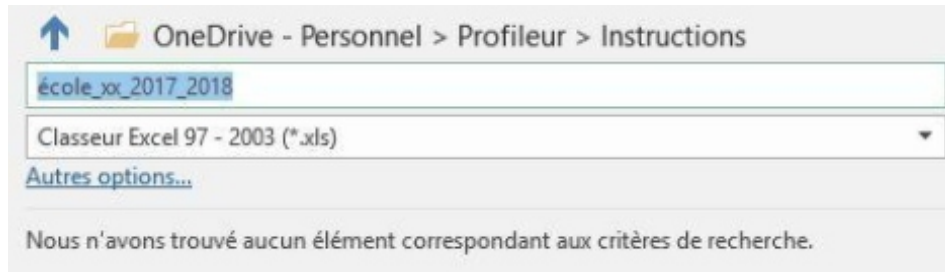 OneDrive - Personnel > Profileur > Instructions
école_xx_2017_2018
Classeur Excel 97 - 2003 (*.xls)
Autres options...
Nous n'avons trouvé aucun élément correspondant aux critères de recherche.